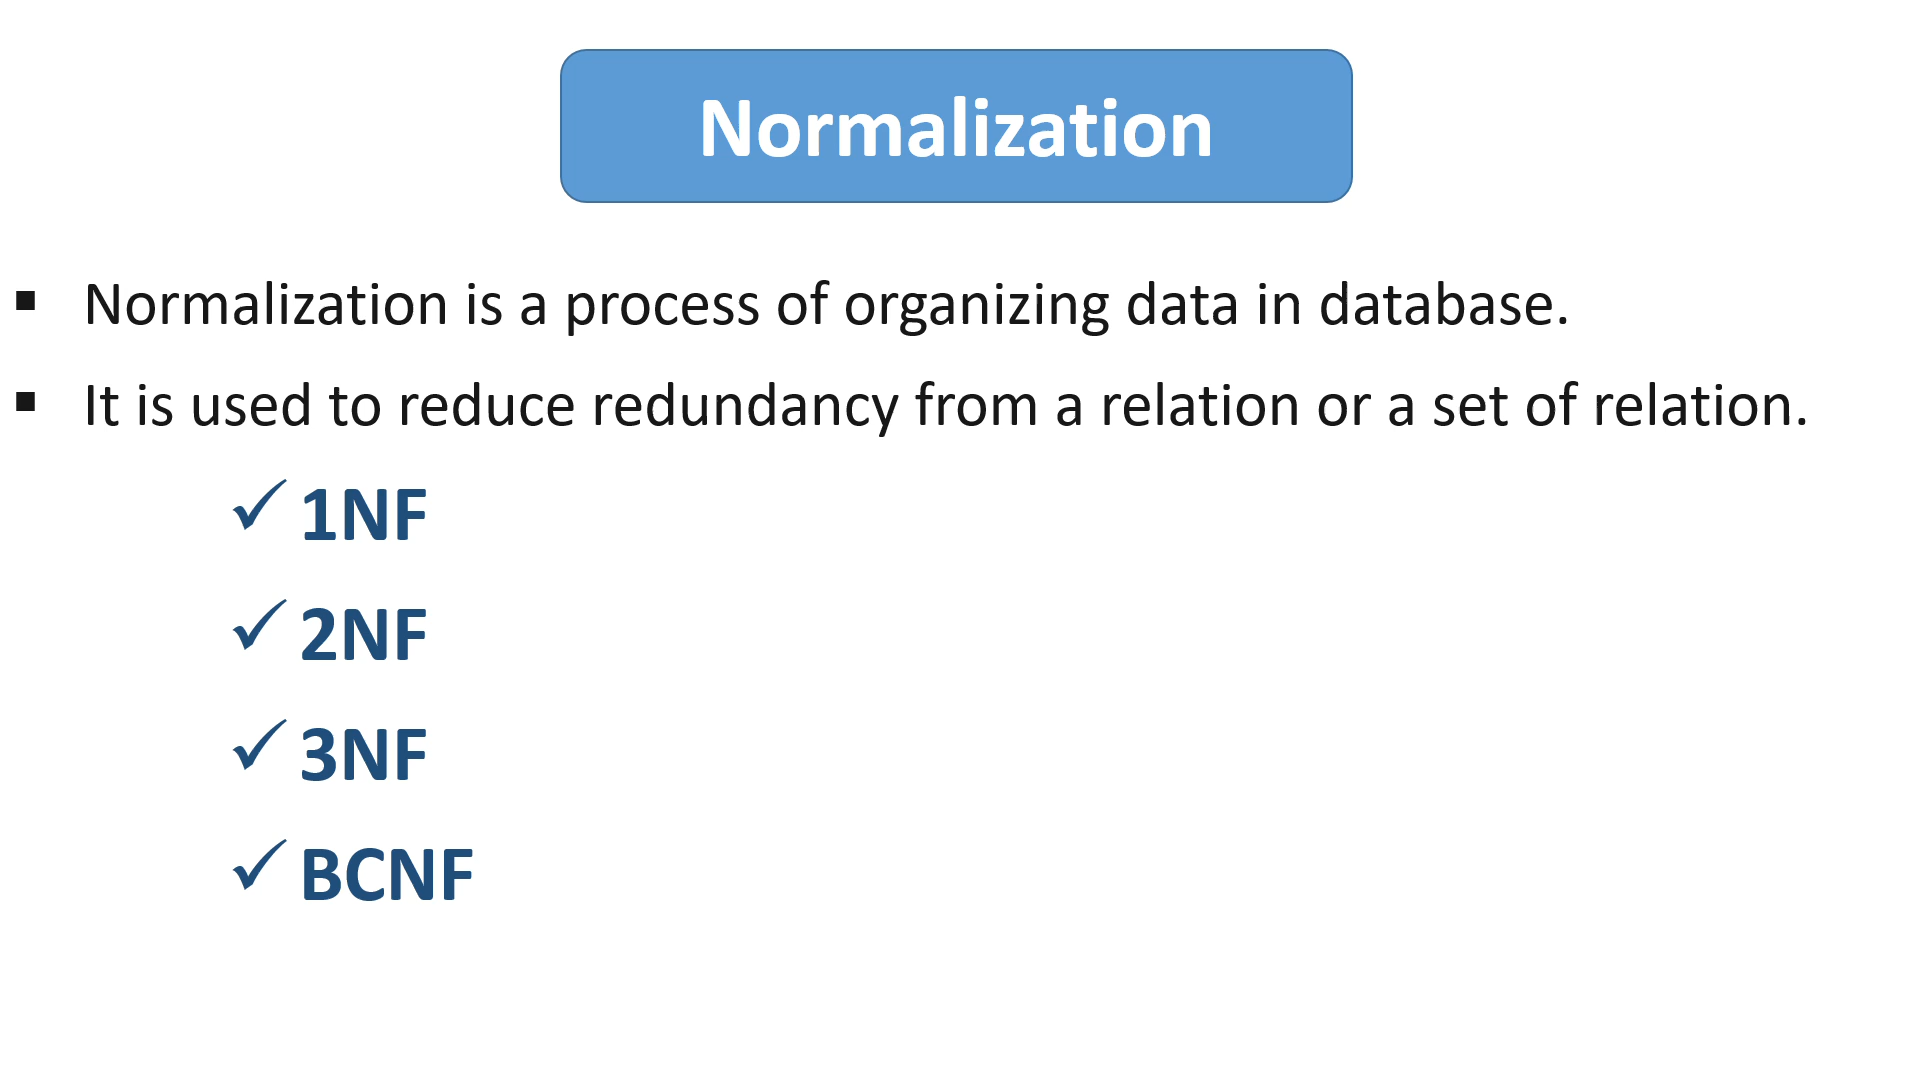 Normalization
▪ Normalization is a process of organizing data in database.
▪ It is used to reduce redundancy from a relation or a set of relation.
✓ 1NF
✓ 2NF
✓ 3NF
✓ BCNF